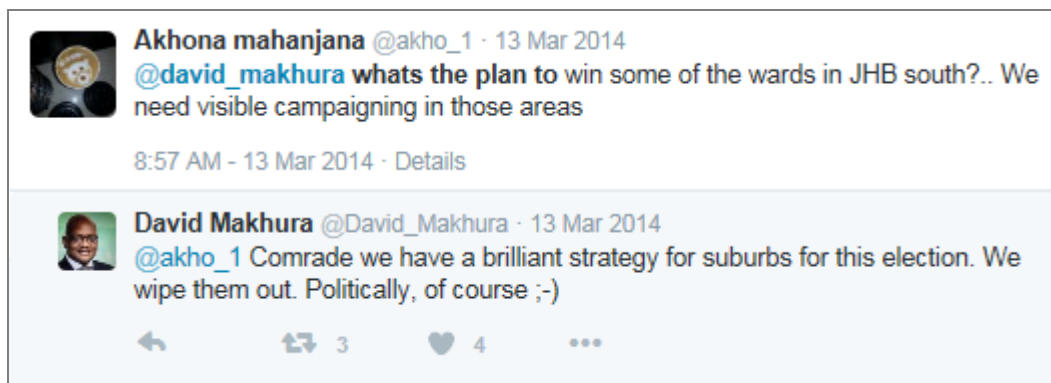 Akhona mahanjana @akho_1 · 13 Mar 2014
@david_makhura whats the plan to win some of the wards in JHB south?.. We
need visible campaigning in those areas
8:57 AM - 13 Mar 2014 · Details
David Makhura @David_Makhura · 13 Mar 2014
@akho_1 Comrade we have a brilliant strategy for suburbs for this election. We
wipe them out. Politically, of course ;-)
3 4